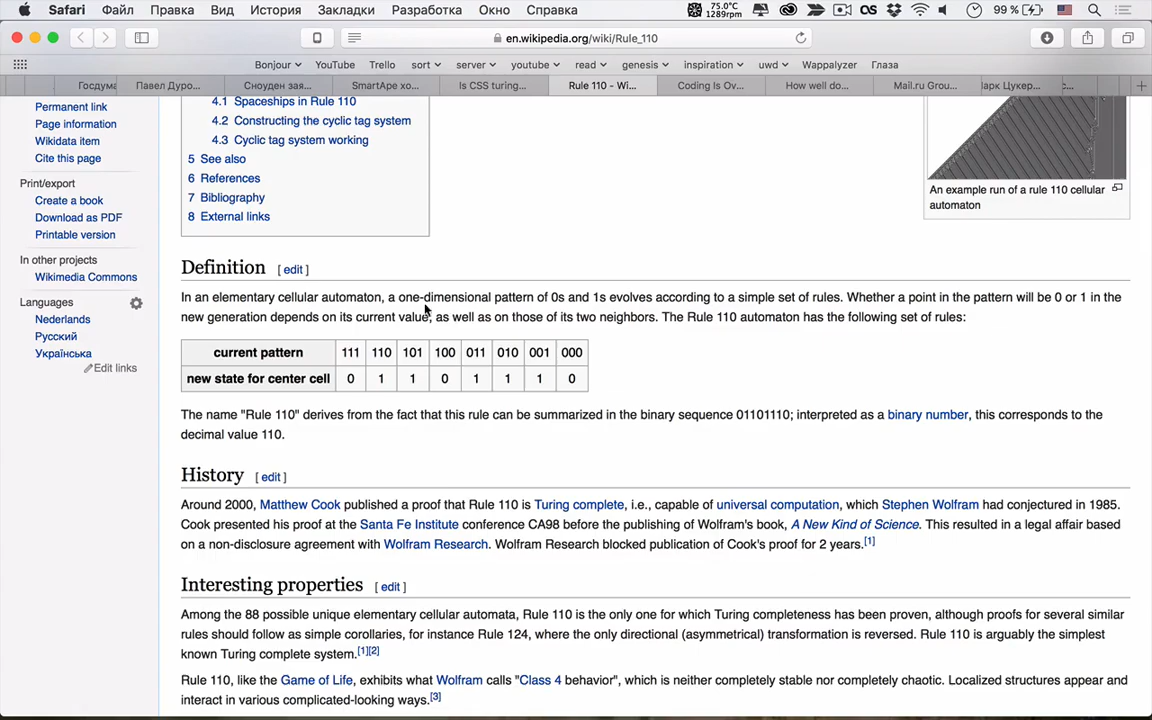 Safari Файл Правка Вид История Закладки Разработка Окно Справка 75.0°C 1289rpm 99 %
en.wikipedia.org/wiki/Rule_110
Bonjour YouTube Trello sort server youtube read genesis inspiration uwd Wappalyzer Глаза
Госдума Павел Дуро... Сноуден зая... SmartApe хо... Is CSS turing... Rule 110 - Wi... Coding Is Ov... How well do... Mail.ru Grou... арк Цукер...
Permanent link
Page information
Wikidata item
Cite this page
Print/export
Create a book
Download as PDF
Printable version
In other projects
Wikimedia Commons
Languages
Nederlands
Русский
Українська
Edit links
4.1 Spaceships in Rule 110
4.2 Constructing the cyclic tag system
4.3 Cyclic tag system working
5 See also
6 References
7 Bibliography
8 External links
An example run of a rule 110 cellular
automaton
Definition [ edit ]
In an elementary cellular automaton, a one-dimensional pattern of 0s and 1s evolves according to a simple set of rules. Whether a point in the pattern will be 0 or 1 in the
new generation depends on its current value, as well as on those of its two neighbors. The Rule 110 automaton has the following set of rules:
current pattern 111 110 101 100 011 010 001 000
new state for center cell 0 1 1 0 1 1 1 0
The name "Rule 110" derives from the fact that this rule can be summarized in the binary sequence 01101110; interpreted as a binary number, this corresponds to the
decimal value 110.
History [ edit ]
Around 2000, Matthew Cook published a proof that Rule 110 is Turing complete, i.e., capable of universal computation, which Stephen Wolfram had conjectured in 1985.
Cook presented his proof at the Santa Fe Institute conference CA98 before the publishing of Wolfram's book, A New Kind of Science. This resulted in a legal affair based
on a non-disclosure agreement with Wolfram Research. Wolfram Research blocked publication of Cook's proof for 2 years.[1]
Interesting properties [ edit ]
Among the 88 possible unique elementary cellular automata, Rule 110 is the only one for which Turing completeness has been proven, although proofs for several similar
rules should follow as simple corollaries, for instance Rule 124, where the only directional (asymmetrical) transformation is reversed. Rule 110 is arguably the simplest
known Turing complete system.[1][2]
Rule 110, like the Game of Life, exhibits what Wolfram calls "Class 4 behavior", which is neither completely stable nor completely chaotic. Localized structures appear and
interact in various complicated-looking ways.[3]